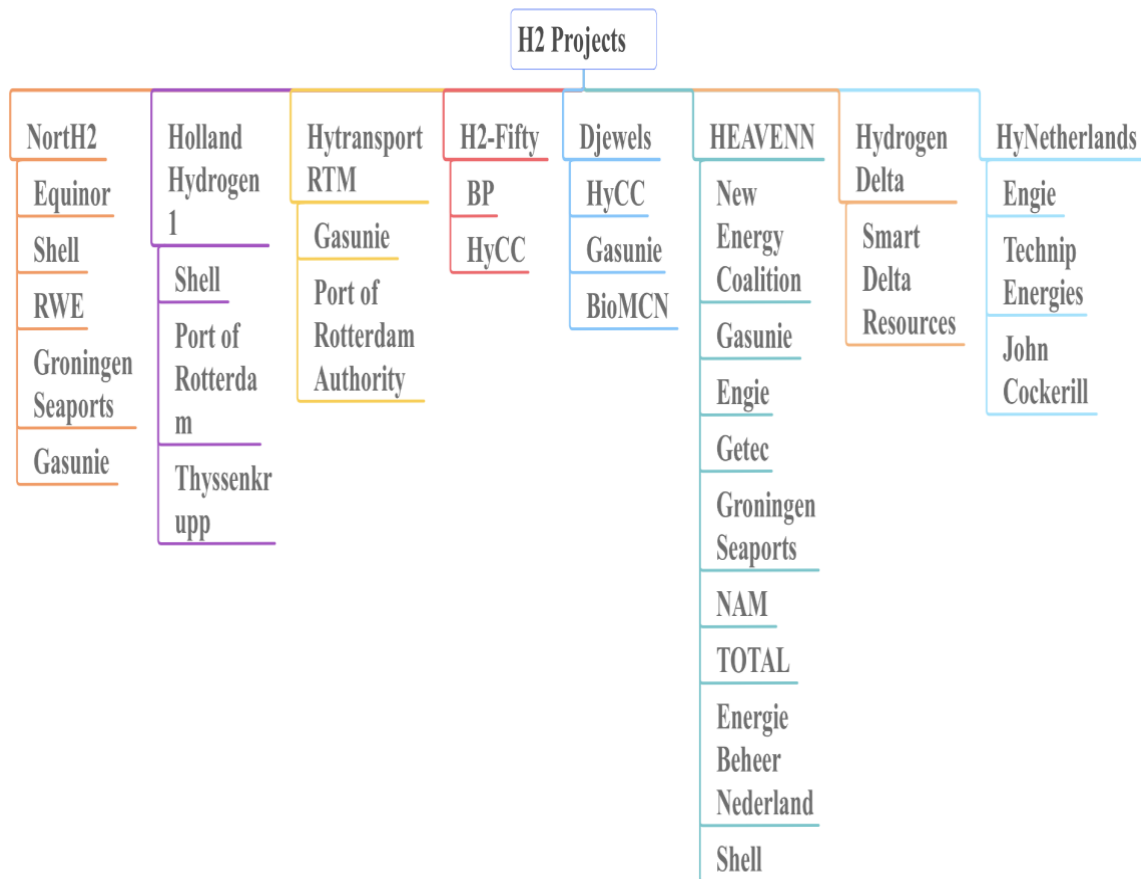 H2 Projects
NortH2
Equinor
Shell
RWE
Groningen
Seaports
Gasunie
Holland
Hydrogen
1
Shell
Port of
Rotterda
m
Thyssenkr
upp
Hytransport
RTM
Gasunie
Port of
Rotterdam
Authority
H2-Fifty
BP
HyCC
Djewels
HyCC
Gasunie
BioMCN
HEAVENN
New
Energy
Coalition
Gasunie
Engie
Getec
Groningen
Seaports
NAM
TOTAL
Energie
Beheer
Nederland
Shell
Hydrogen
Delta
Smart
Delta
Resources
HyNetherlands
Engie
Technip
Energies
John
Cockerill